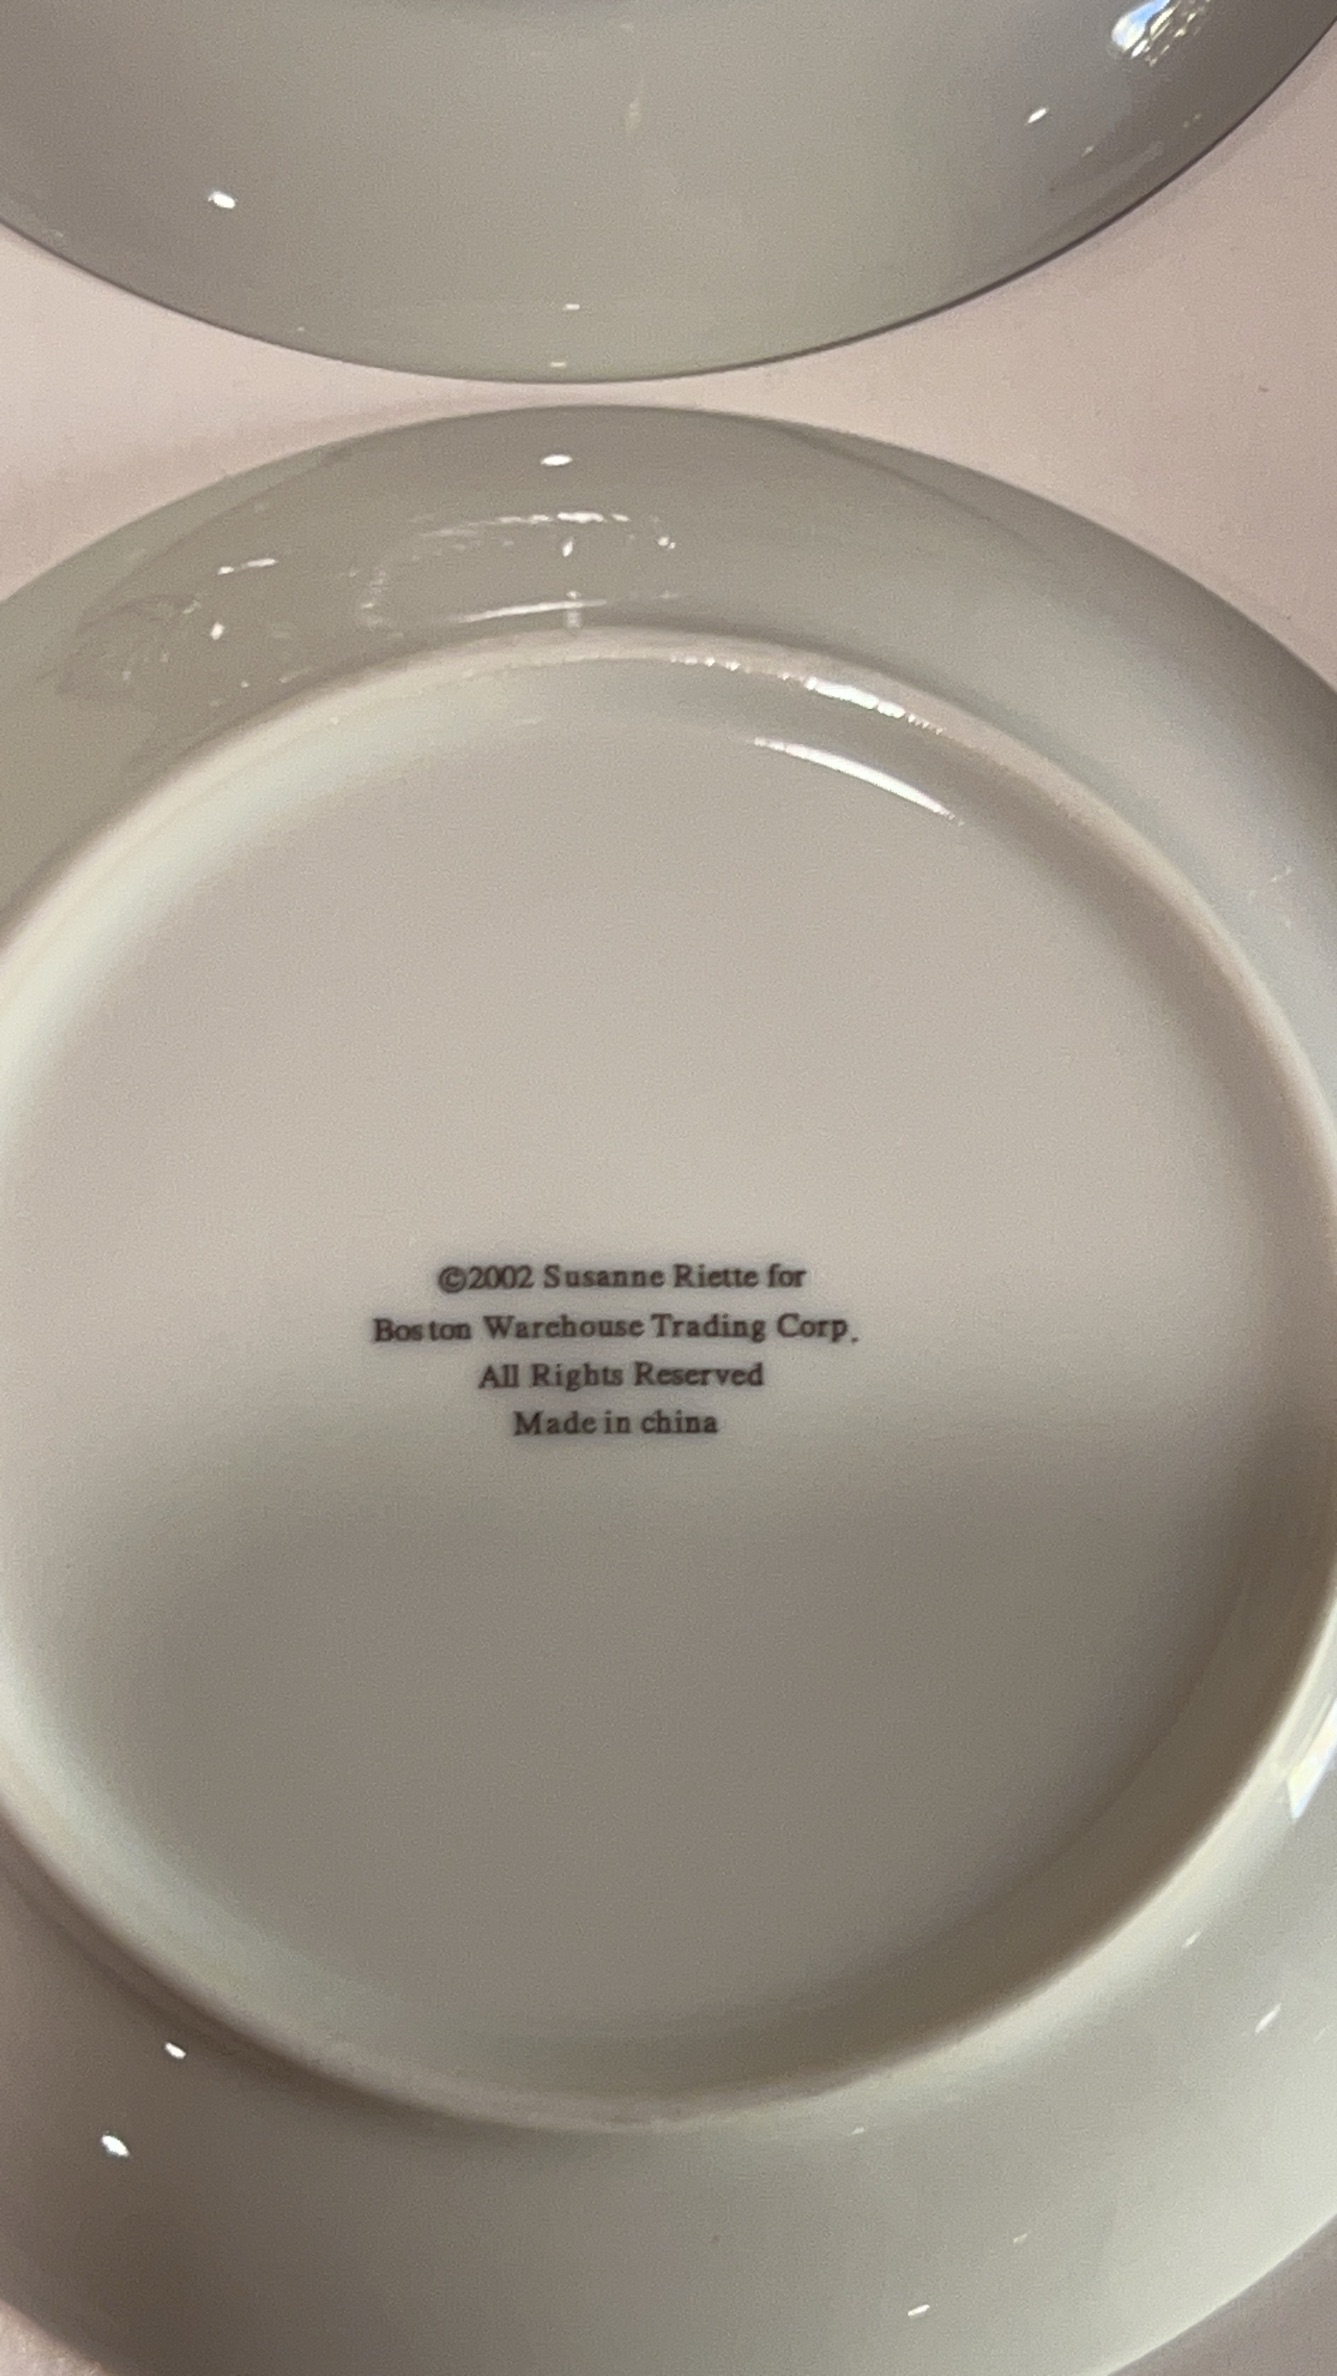 ©2002 Susanne Riette for
Boston Warehouse Trading Corp.
All Rights Reserved
Made in china